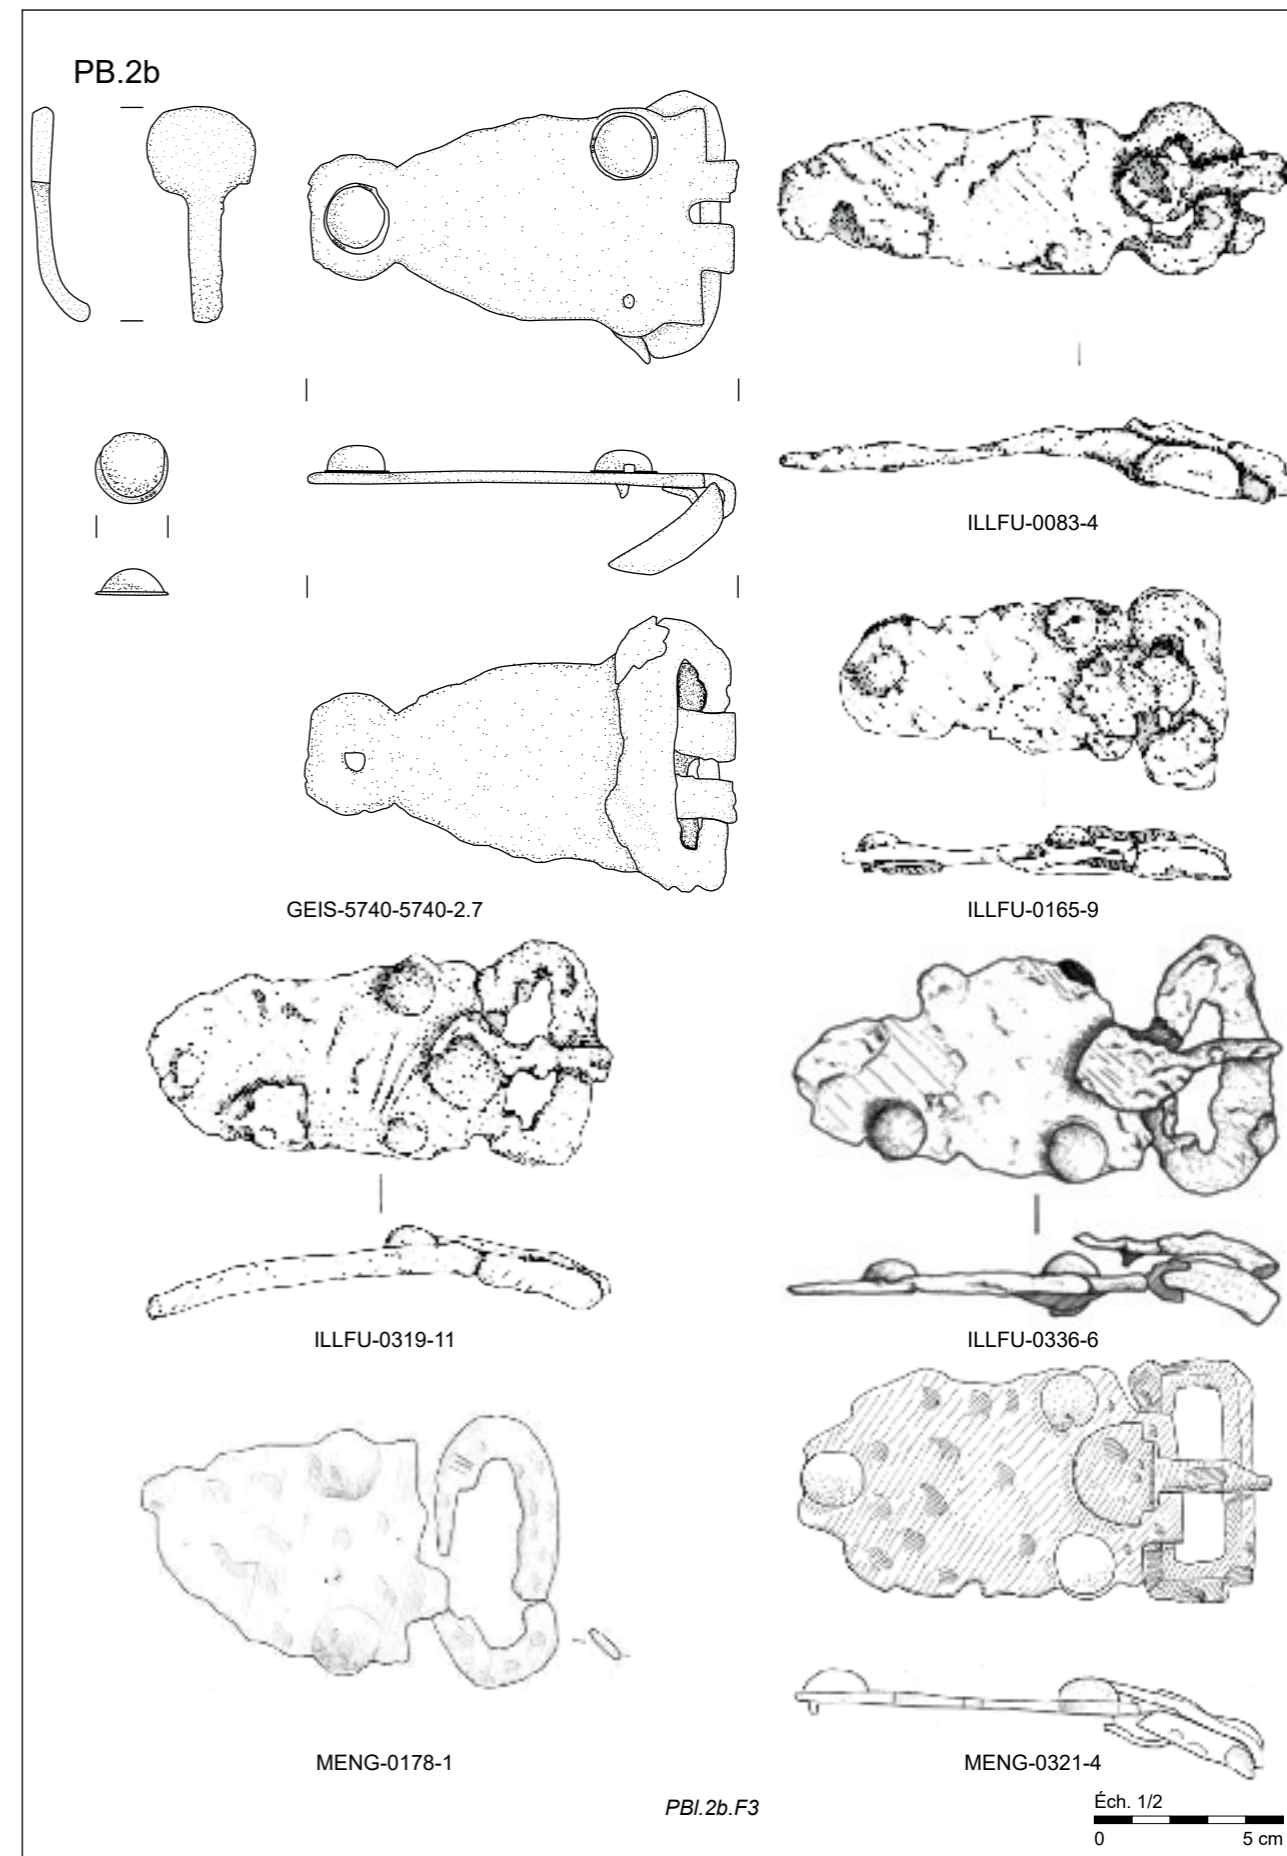 PB.2b
ILLFU-0083-4
GEIS-5740-5740-2.7
ILLFU-0165-9
ILLFU-0319-11
ILLFU-0336-6
MENG-0178-1
MENG-0321-4
PBI.2b.F3
Éch. 1/2
0 5 cm